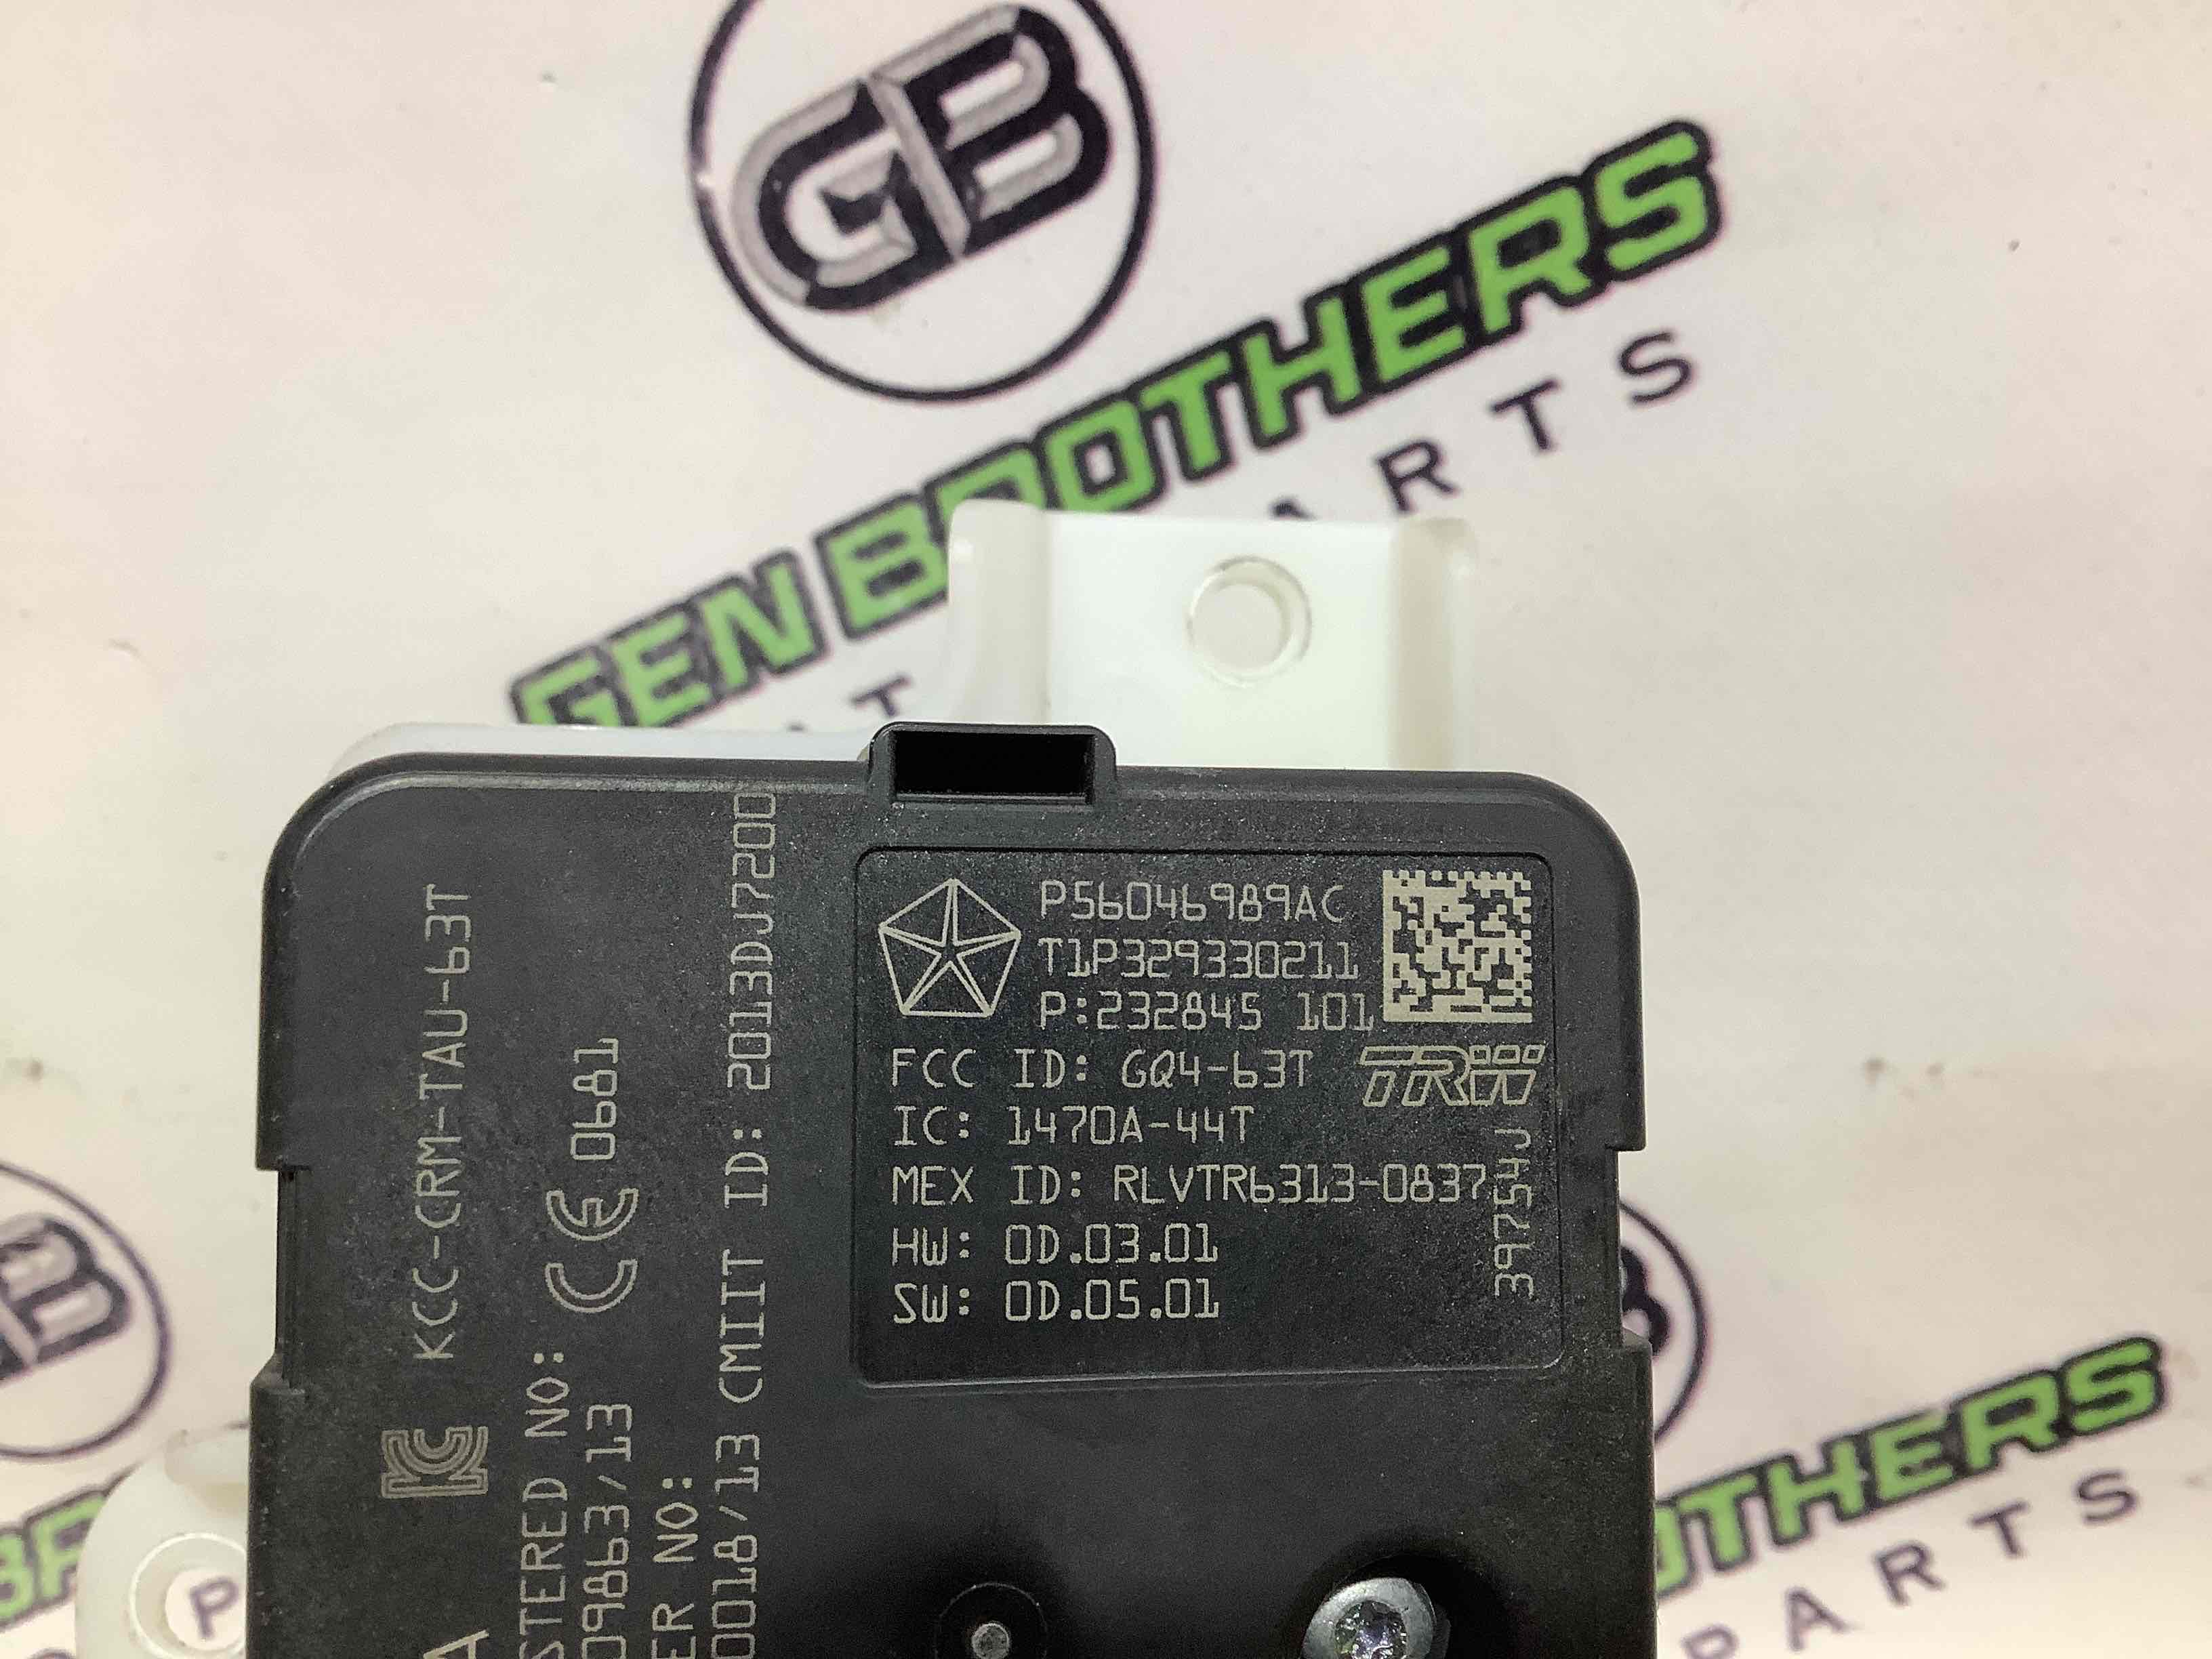 GB
GEN BROTHERS
PARTS
P56046989AC
T1P329330211
P:232845 101
FCC ID: GQ4-63T
TRW
IC: 1470A-44T
MEX ID: RLVTR6313-0837
HW: 0D.03.01
SW: 0D.05.01
39754J
KCC-CRM-TAU-63T
CE 0681
STERED NO:
098863/13
ER NO:
0018/13 CMIIT ID: 2013DJ7200
BROTHERS
PARTS